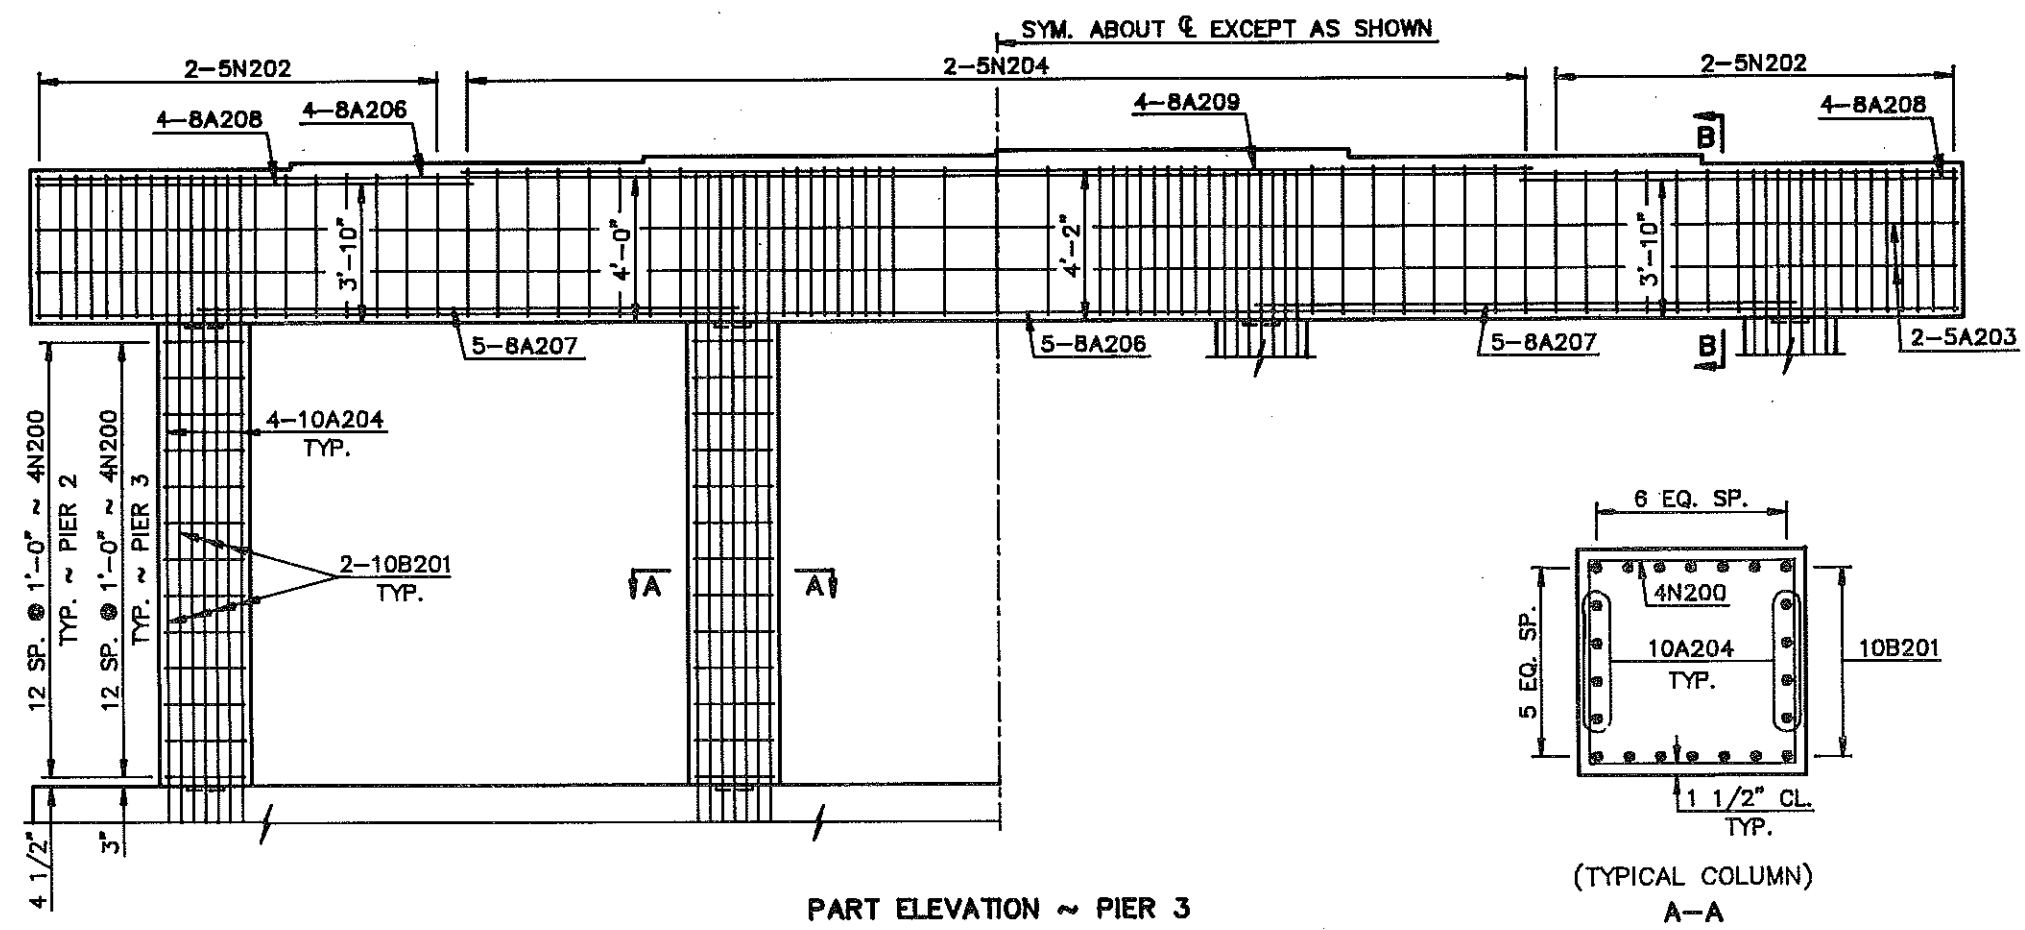 SYM. ABOUT ℄ EXCEPT AS SHOWN
2-5N202
2-5N204
2-5N202
4-8A208
4-8A206
4-8A209
4-8A208
B
3'-10"
4'-0"
4'-2"
3'-10"
5-8A207
5-8A206
5-8A207
B
2-5A203
12 SP. @ 1'-0" ~ 4N200
TYP. ~ PIER 2
12 SP. @ 1'-0" ~ 4N200
TYP. ~ PIER 3
4-10A204
TYP.
2-10B201
TYP.
A
A
4 1/2"
3"
6 EQ. SP.
5 EQ. SP.
4N200
10A204
TYP.
10B201
1 1/2" CL.
TYP.
(TYPICAL COLUMN)
A-A
PART ELEVATION ~ PIER 3